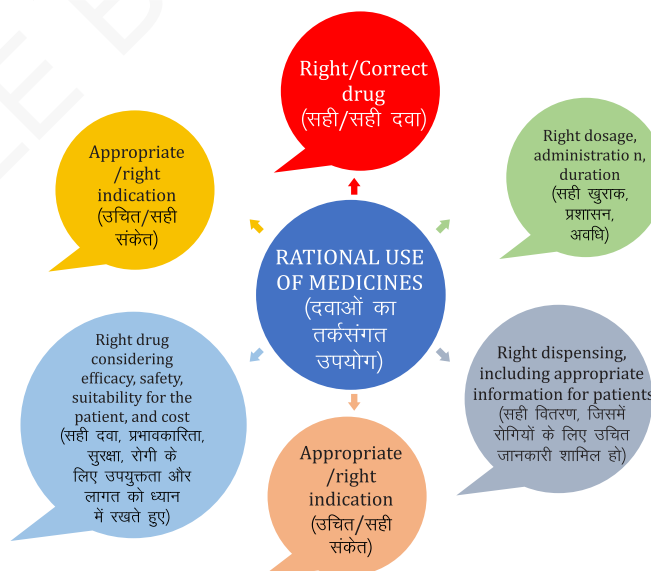 Right/Correct
drug
(सही/सही दवा)
Appropriate
/right
indication
(उचित/सही
संकेत)
Right dosage,
administratio n,
duration
(सही खुराक,
प्रशासन,
अवधि)
RATIONAL USE
OF MEDICINES
(दवाओं का
तर्कसंगत
उपयोग)
Right drug
considering
efficacy, safety,
suitability for the
patient, and cost
(सही दवा, प्रभावकारिता,
सुरक्षा, रोगी के
लिए उपयुक्तता और
लागत को ध्यान
में रखते हुए)
Right dispensing,
including appropriate
information for patients
(सही वितरण, जिसमें
रोगियों के लिए उचित
जानकारी शामिल हो)
Appropriate
/right
indication
(उचित/सही
संकेत)